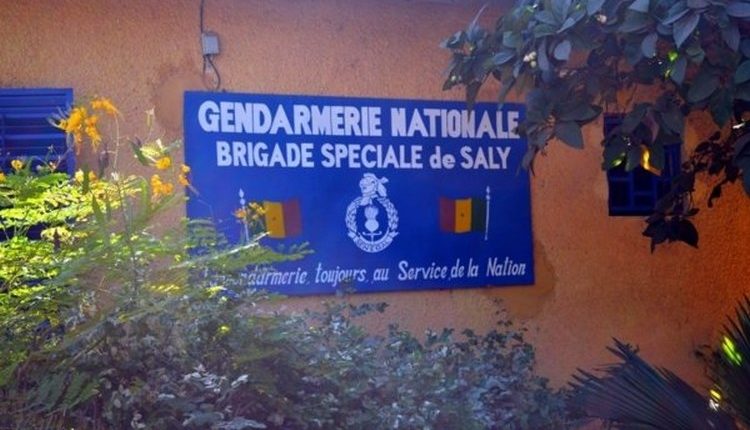 GENDARMERIE NATIONALE
BRIGADE SPECIALE de SALY
toujours au Service de la Nation